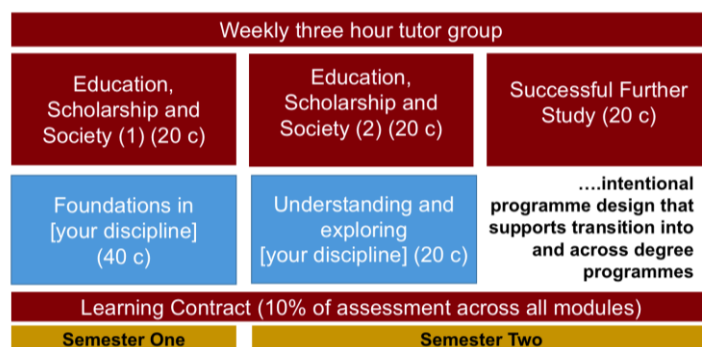 Weekly three hour tutor group
Education,
Scholarship and
Society (1) (20 c)
Education,
Scholarship and
Society (2) (20 c)
Successful Further
Study (20 c)
Foundations in
[your discipline]
(40 c)
Understanding and
exploring
[your discipline] (20 c)
....intentional
programme design that
supports transition into
and across degree
programmes
Learning Contract (10% of assessment across all modules)
Semester One
Semester Two